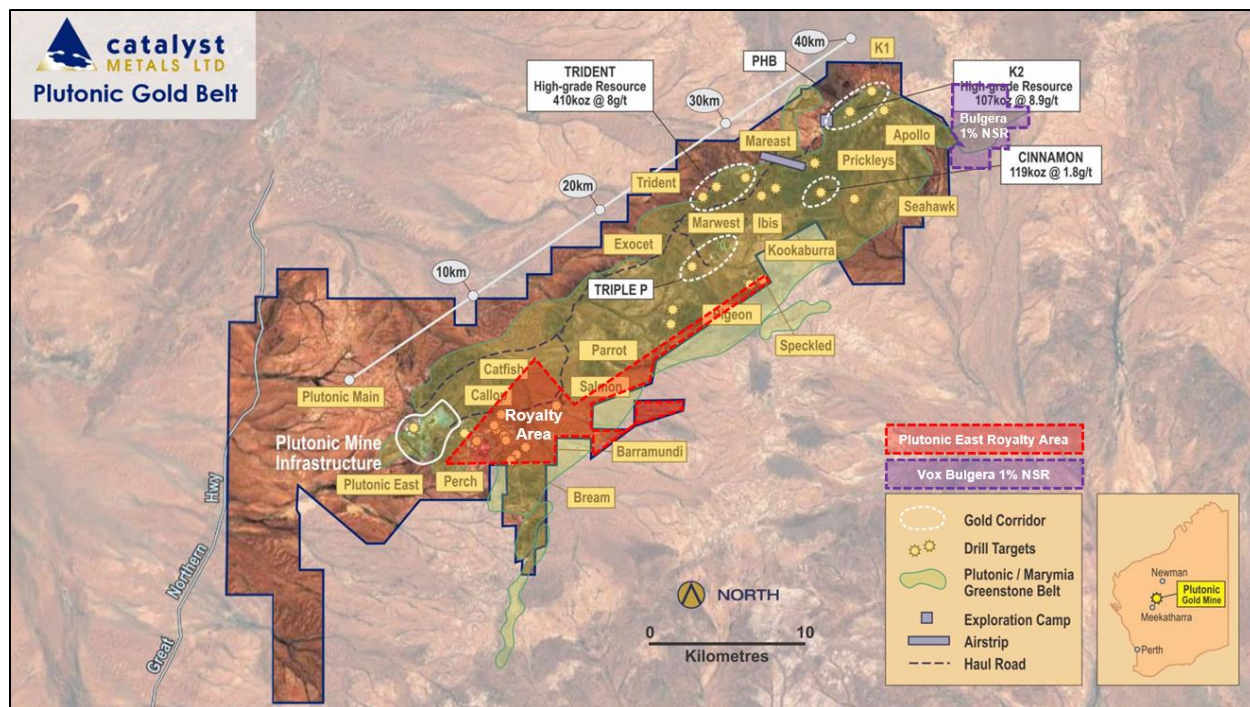 catalyst
METALS LTD
Plutonic Gold Belt
40km
K1
PHB
TRIDENT
High-grade Resource
410koz @ 8g/t
K2
High-grade Resource
107koz @ 8.9g/t
30km
Bulgera
1% NSR
Apollo
Mareast
Prickleys
CINNAMON
119koz @ 1.8g/t
Trident
20km
Seahawk
Marwest
Ibis
Exocet
Kookaburra
10km
TRIPLE P
Pigeon
Speckled
Parrot
Catfish
Salmon
Plutonic Main
Callop
Royalty
Area
Plutonic Mine
Infrastructure
Barramundi
Perch
Plutonic East
Bream
Great Northern Hwy
Plutonic East Royalty Area
Vox Bulgera 1% NSR
Gold Corridor
Drill Targets
Plutonic / Marymia
Greenstone Belt
Exploration Camp
Airstrip
Haul Road
NORTH
0 10
Kilometres
Newman
Plutonic
Gold Mine
Meekatharra
Perth